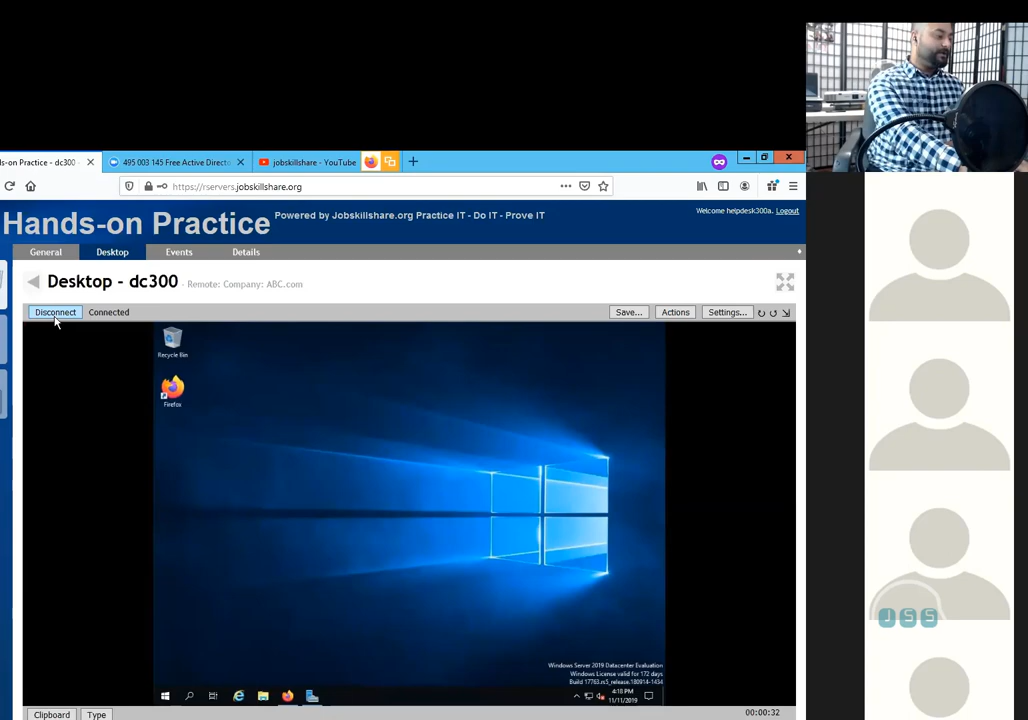 ls-on Practice - dc300
495 003 145 Free Active Directo
jobskillshare - YouTube
https://rservers.jobskillshare.org
Hands-on Practice
Powered by Jobskillshare.org Practice IT - Do IT - Prove IT
Welcome helpdesk300a. Logout
General
Desktop
Events
Details
Desktop - dc300
- Remote: Company: ABC.com
Disconnect
Connected
Save...
Actions
Settings...
Recycle Bin
Firefox
Windows Server 2019 Datacenter Evaluation
Windows License valid for 172 days
Build 17763.rs5_release.180914-1434
4:18 PM
11/11/2019
Clipboard
Type
00:00:32
JSS